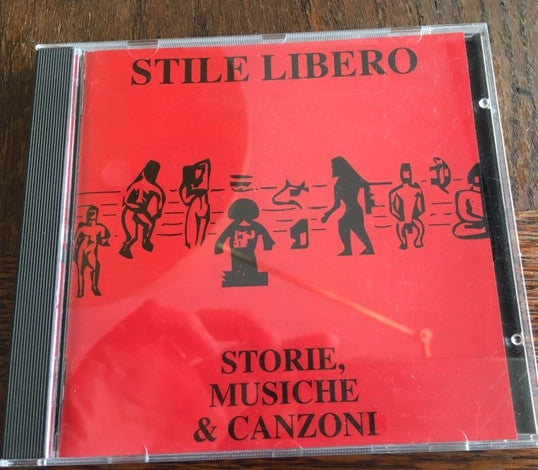 STILE LIBERO
STORIE,
MUSICHE
& CANZONI